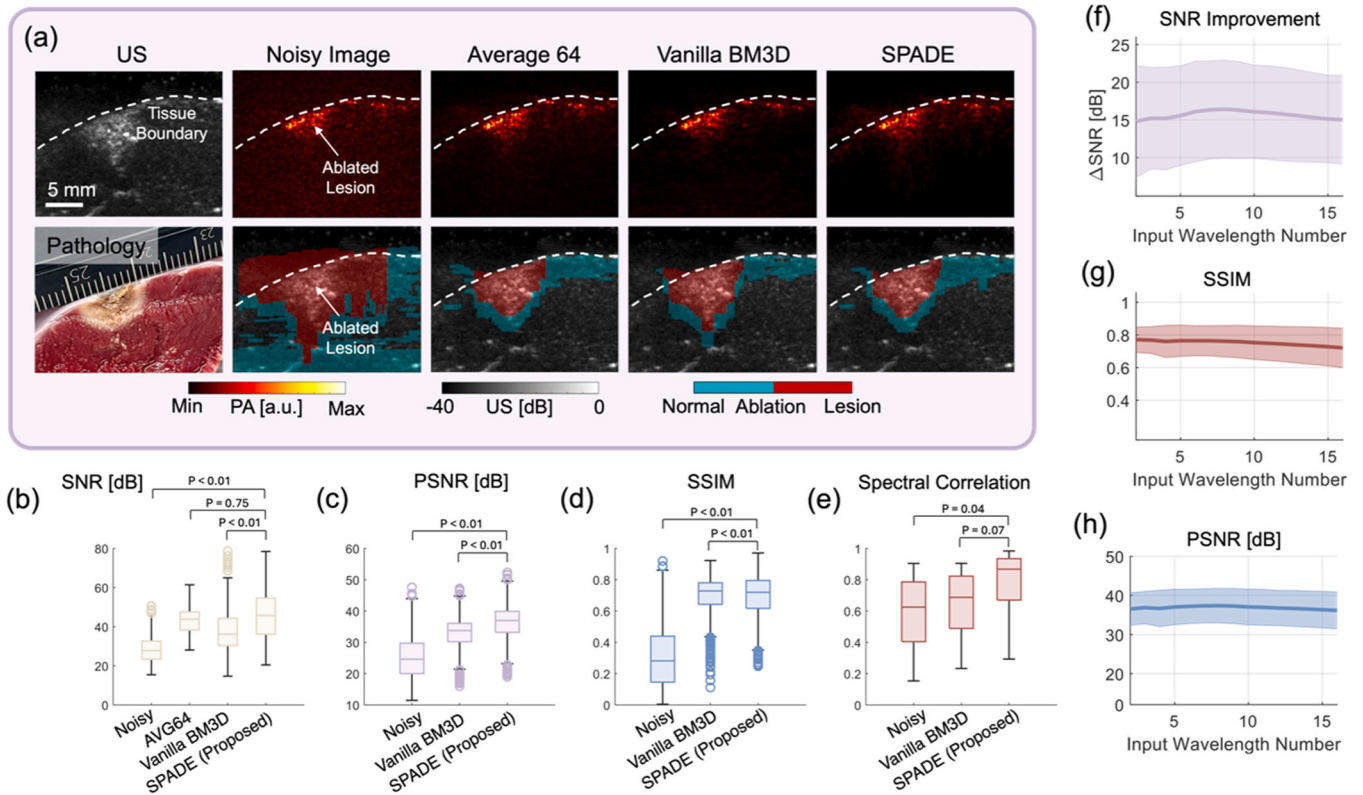 (a)
US
Noisy Image
Average 64
Vanilla BM3D
SPADE
Tissue
Boundary
5 mm
Ablated
Lesion
Pathology
25
23
Ablated
Lesion
Min PA [a.u.] Max
-40 US [dB] 0
Normal Ablation Lesion
(b)
SNR [dB]
P < 0.01
P = 0.75
P < 0.01
80
60
40
20
0
Noisy
AVG64
Vanilla BM3D
SPADE (Proposed)
(c)
PSNR [dB]
P < 0.01
P < 0.01
60
50
40
30
20
10
Noisy
Vanilla BM3D
SPADE (Proposed)
(d)
SSIM
P < 0.01
P < 0.01
1
0.8
0.6
0.4
0.2
0
Noisy
Vanilla BM3D
SPADE (Proposed)
(e)
Spectral Correlation
P = 0.04
P = 0.07
1
0.8
0.6
0.4
0.2
0
Noisy
Vanilla BM3D
SPADE (Proposed)
(f)
SNR Improvement
ΔSNR [dB]
25
20
15
10
5 10 15
Input Wavelength Number
(g)
SSIM
1
0.8
0.6
0.4
5 10 15
Input Wavelength Number
(h)
PSNR [dB]
50
40
30
20
0
5 10 15
Input Wavelength Number